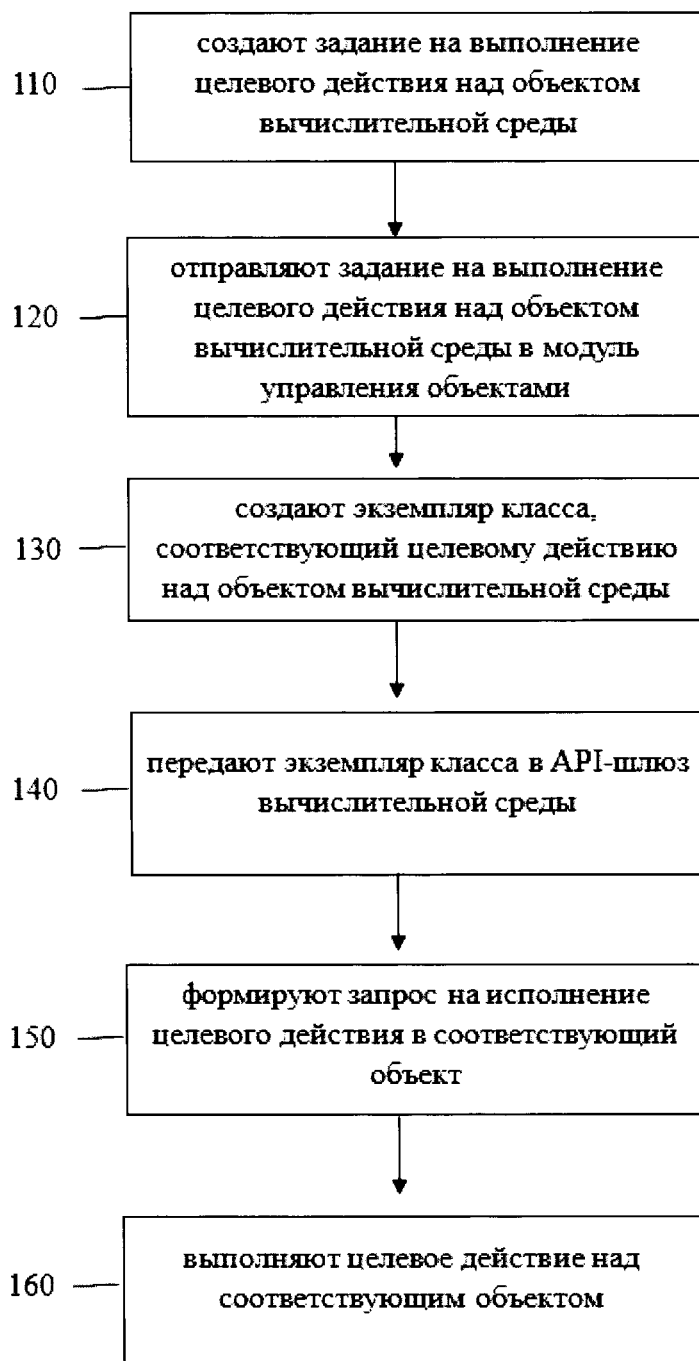 создают задание на выполнение
110
целевого действия над объектом
вычислительной среды
отправляют задание на выполнение
целевого действия над объектом
120
вычислительной среды в модуль
управления объектами
создают экземпляр класса,
130
соответствующий целевому действию
над объектом вычислительной среды
передают экземпляр класса в API-шлюз
140
вычислительной среды
формируют запрос на исполнение
150
целевого действия в соответствующий
объект
выполняют целевое действие над
160
соответствующим объектом